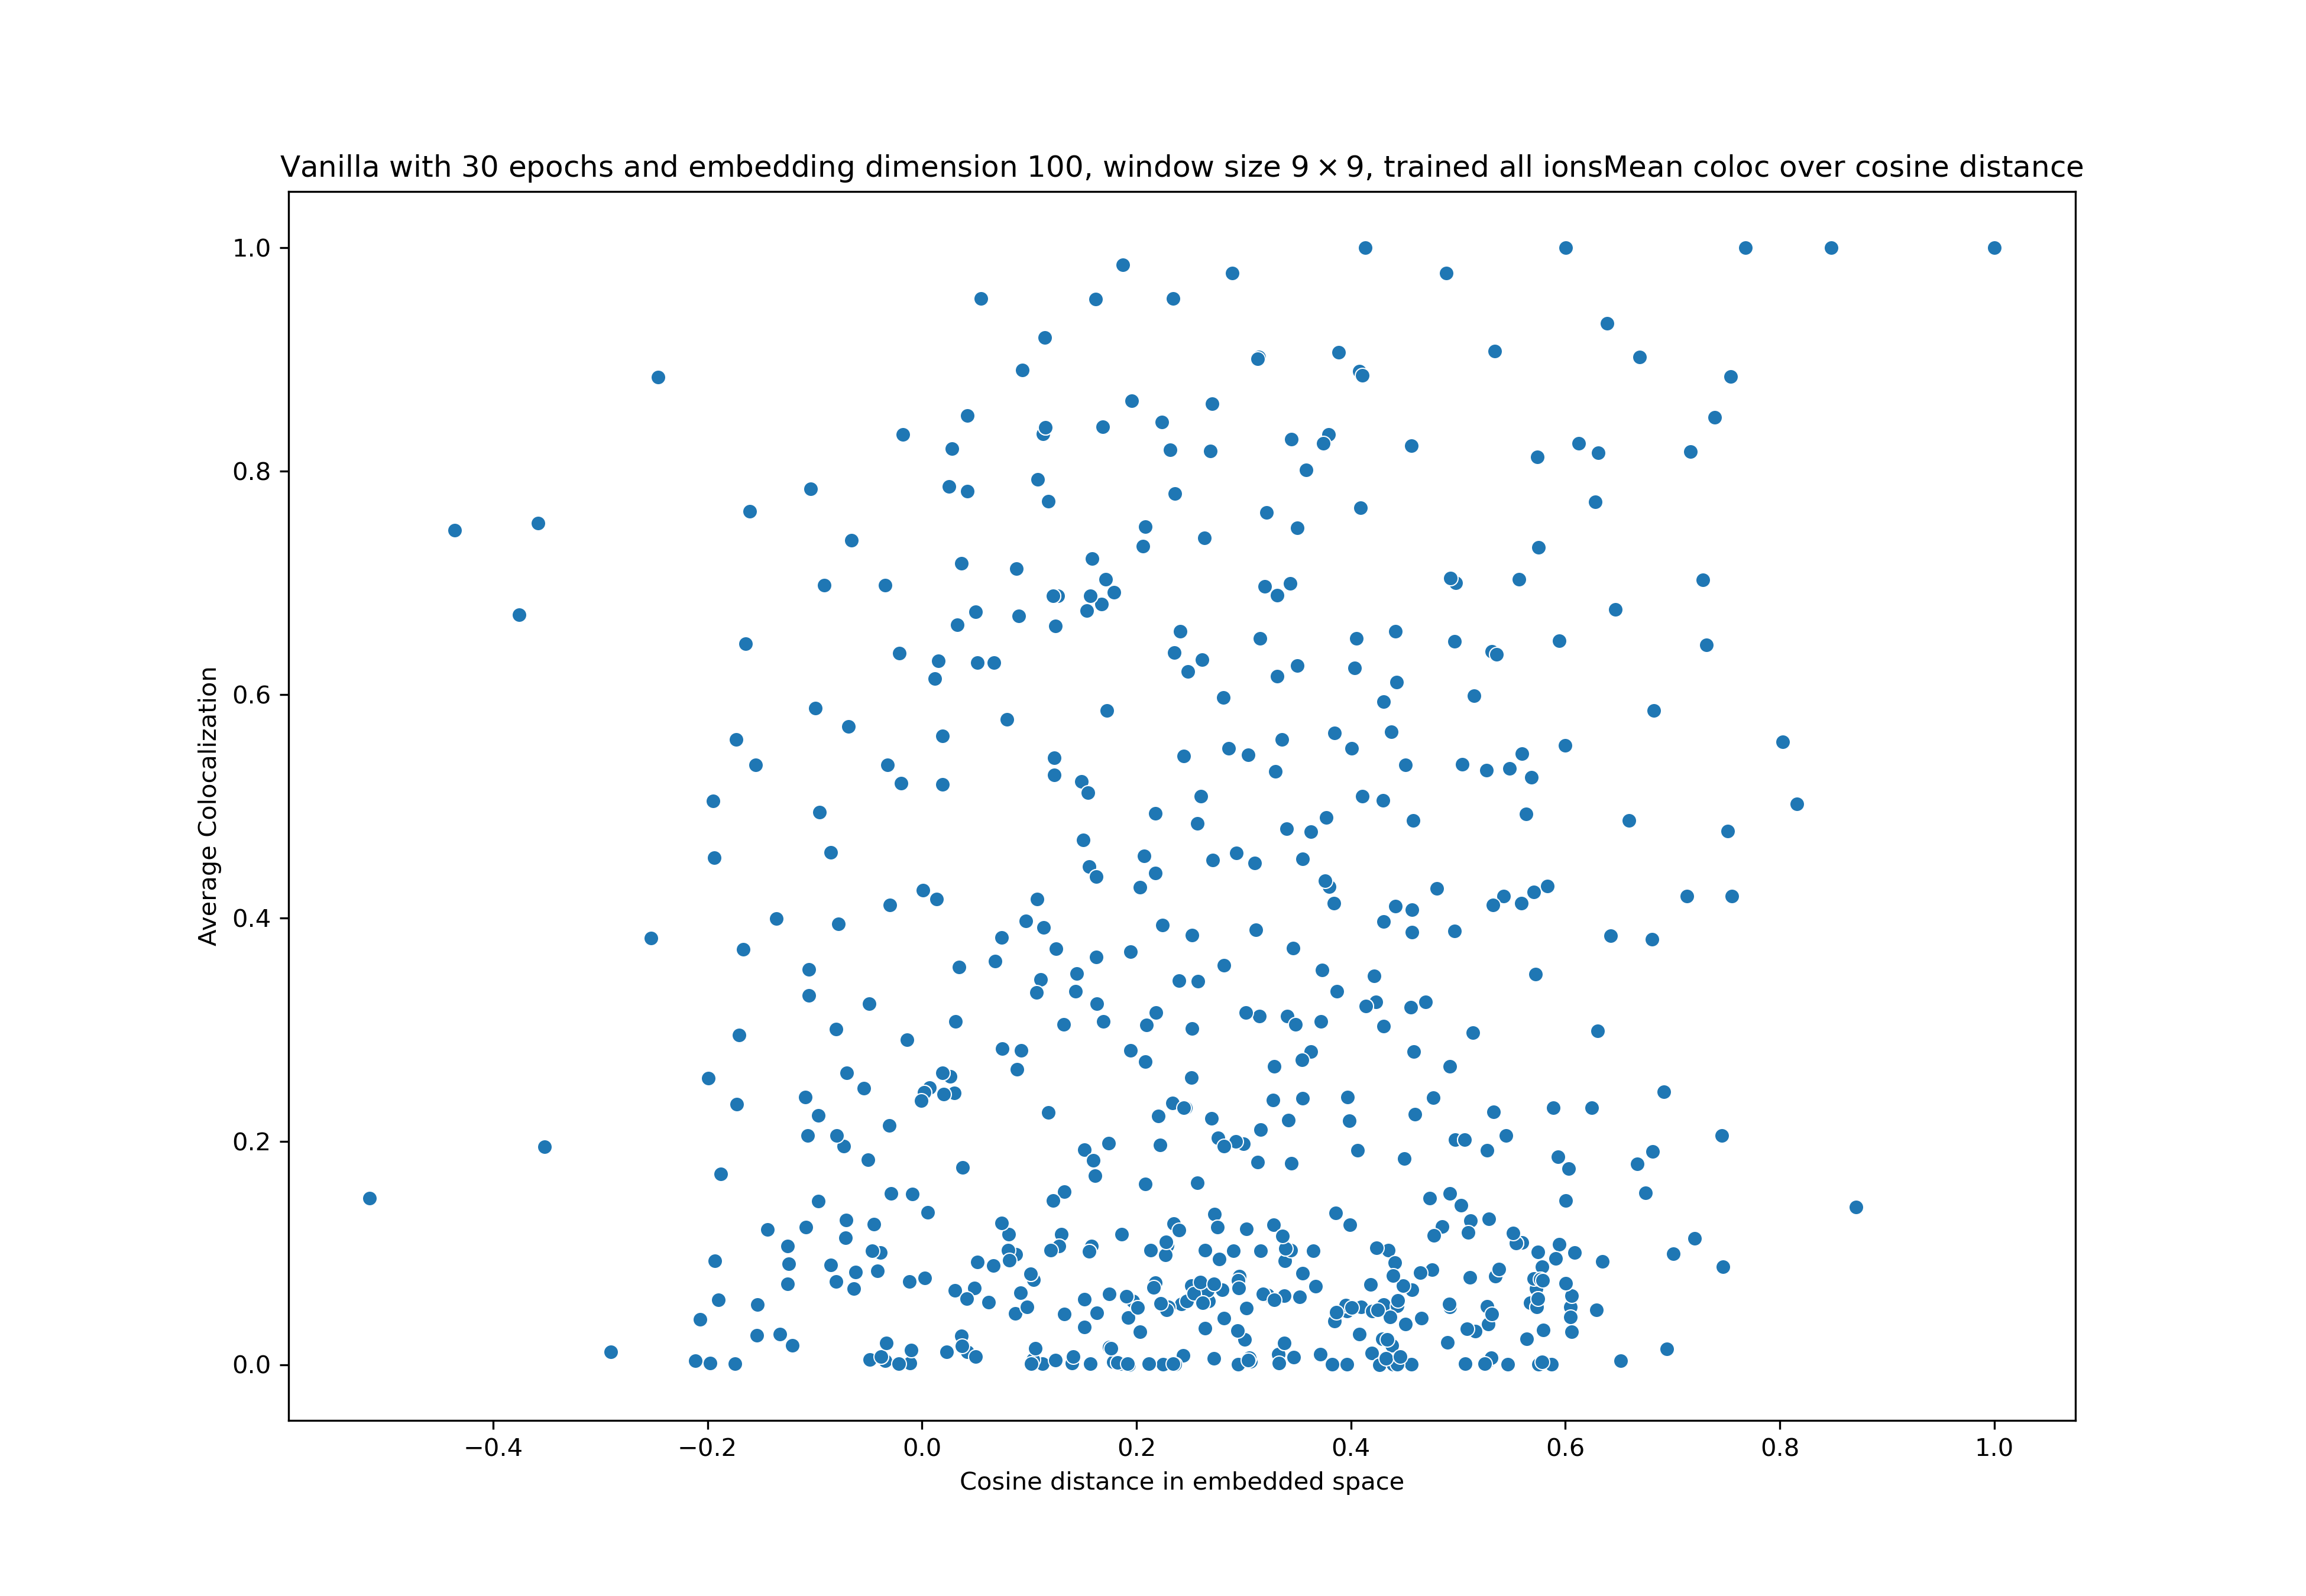 Vanilla with 30 epochs and embedding dimension 100, window size 9 × 9, trained all ionsMean coloc over cosine distance
1.0
0.8
0.6
0.4
0.2
0.0
Average Colocalization
−0.4 −0.2 0.0 0.2 0.4 0.6 0.8 1.0
Cosine distance in embedded space